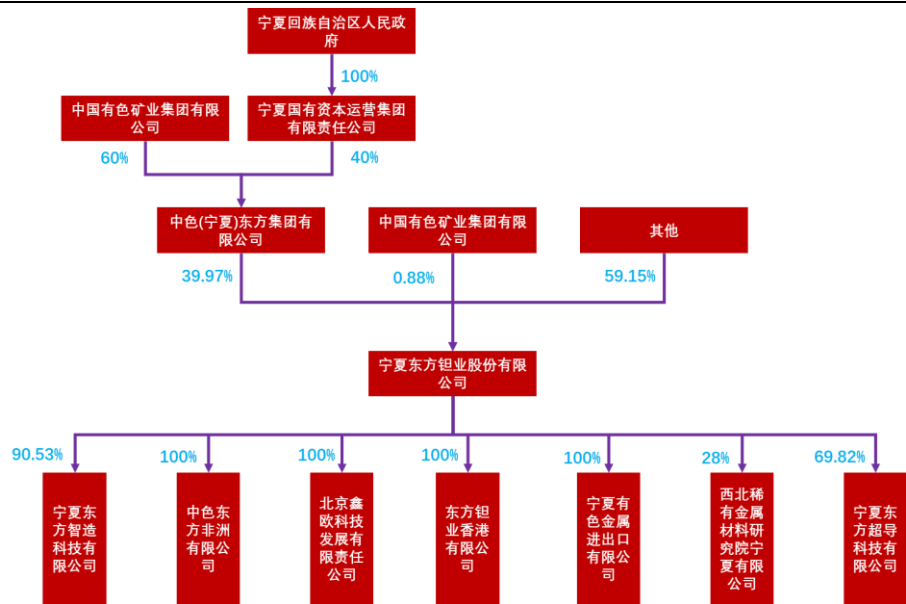 宁夏回族自治区人民政
府
100%
中国有色矿业集团有限
公司
宁夏国有资本运营集团
有限责任公司
60%
40%
中色(宁夏)东方集团有
限公司
中国有色矿业集团有限
公司
其他
39.97%
0.88%
59.15%
宁夏东方钽业股份有限
公司
90.53%
100%
100%
100%
100%
28%
69.82%
宁夏东
方智造
科技有
限公司
中色东
方非洲
有限公
司
北京鑫
欧科技
发展有
限责任
公司
东方钽
业香港
有限公
司
宁夏有
色金属
进出口
有限公
司
西北稀
有金属
材料研
究院宁
夏有限
公司
宁夏东
方超导
科技有
限公司